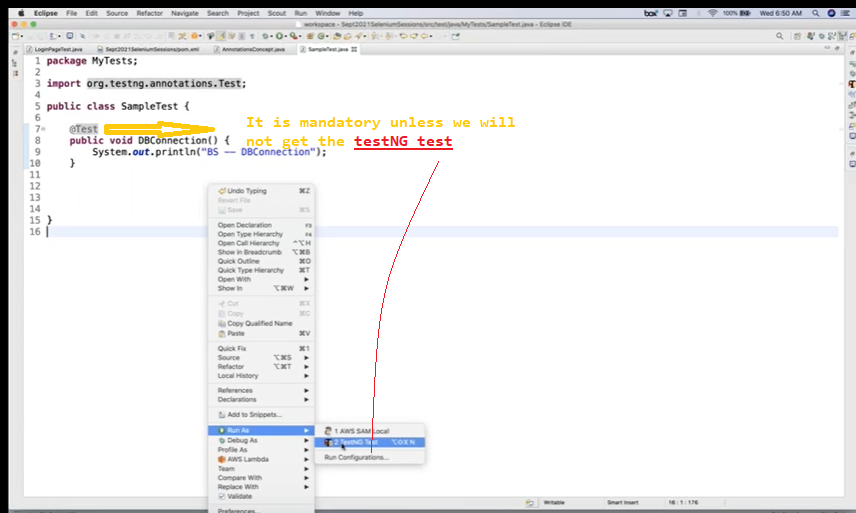 Eclipse File Edit Source Refactor Navigate Search Project Scout Run Window Help
box 100% Wed 6:50 AM
workspace - Sept2021SeleniumSessions/src/test/java/MyTests/SampleTest.java - Eclipse IDE
LoginPageTest.java Sept2021SeleniumSessions/pom.xml AnnotationsConcept.java SampleTest.java
1 package MyTests;
2
3 import org.testng.annotations.Test;
4
5 public class SampleTest {
6
7 @Test
8 public void DBConnection() {
9 System.out.println("BS -- DBConnection");
10 }
11
12
13
14
15 }
16
It is mandatory unless we will
not get the testNG test
Undo Typing ⌘Z
Revert File
Save ⌘S
Open Declaration F3
Open Type Hierarchy F4
Open Call Hierarchy ^⌥H
Show in Breadcrumb ⌥⌘B
Quick Outline ⌘O
Quick Type Hierarchy ⌘T
Open With
Show In ⌥⌘W
Cut ⌘X
Copy ⌘C
Copy Qualified Name
Paste ⌘V
Quick Fix ⌘1
Source ⌥⌘S
Refactor ⌥⌘T
Local History
References
Declarations
Add to Snippets...
Run As
Debug As
Profile As
AWS Lambda
Team
Compare With
Replace With
Validate
Preferences...
1 AWS SAM Local
2 TestNG Test
Run Configurations...
Writable Smart Insert 16 : 1 : 176